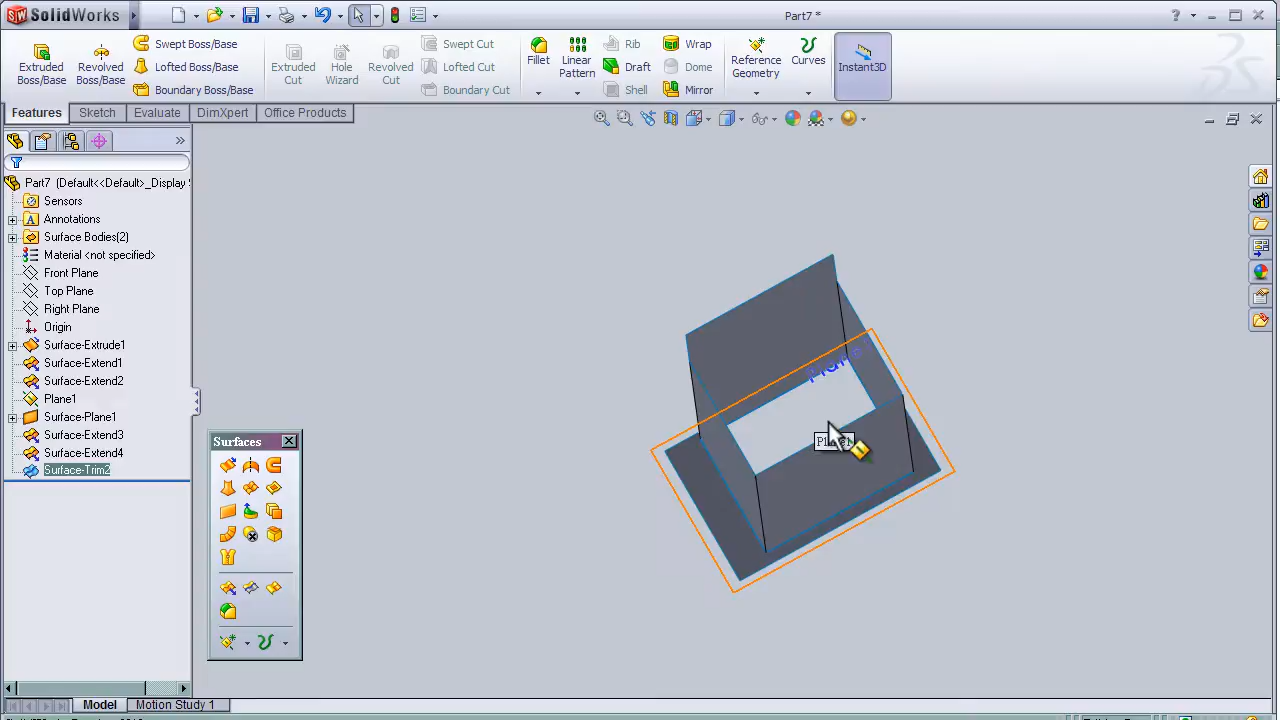 SolidWorks
Part7 *
Extruded Boss/Base
Revolved Boss/Base
Swept Boss/Base
Lofted Boss/Base
Boundary Boss/Base
Extruded Cut
Hole Wizard
Revolved Cut
Swept Cut
Lofted Cut
Boundary Cut
Fillet
Linear Pattern
Rib
Draft
Shell
Wrap
Dome
Mirror
Reference Geometry
Curves
Instant3D
Features
Sketch
Evaluate
DimXpert
Office Products
Part7 (Default<<Default>_Display
Sensors
Annotations
Surface Bodies(2)
Material <not specified>
Front Plane
Top Plane
Right Plane
Origin
Surface-Extrude1
Surface-Extend1
Surface-Extend2
Plane1
Surface-Plane1
Surface-Extend3
Surface-Extend4
Surface-Trim2
Surfaces
Model
Motion Study 1